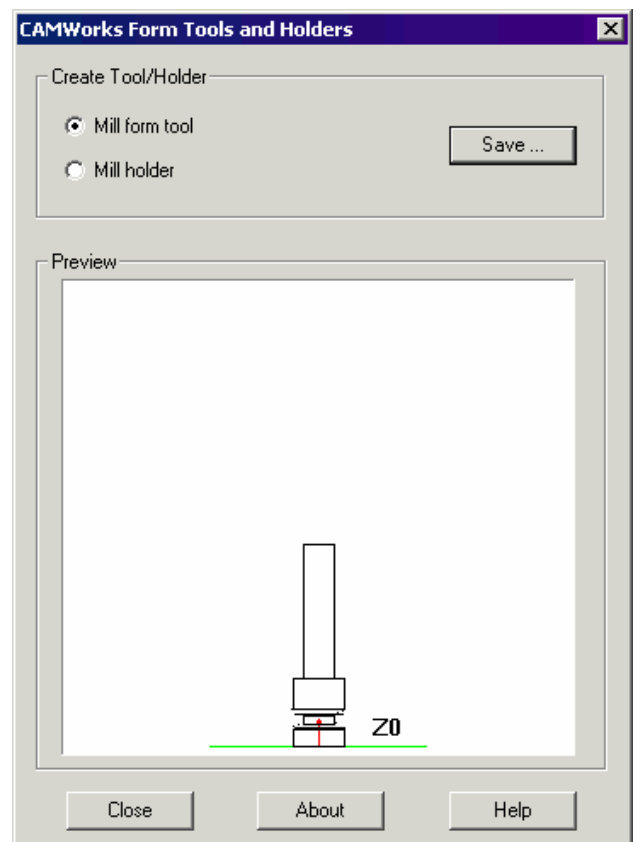 CAMWorks Form Tools and Holders
Create Tool/Holder
Mill form tool
Save ...
Mill holder
Preview
Z0
Close
About
Help